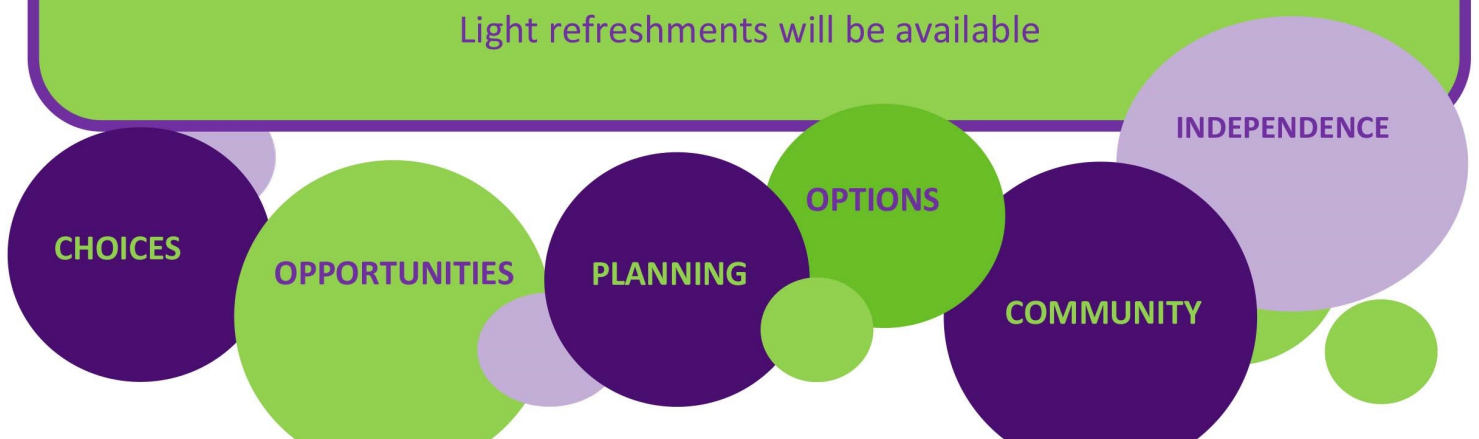 Light refreshments will be available
INDEPENDENCE
OPTIONS
CHOICES
OPPORTUNITIES
PLANNING
COMMUNITY